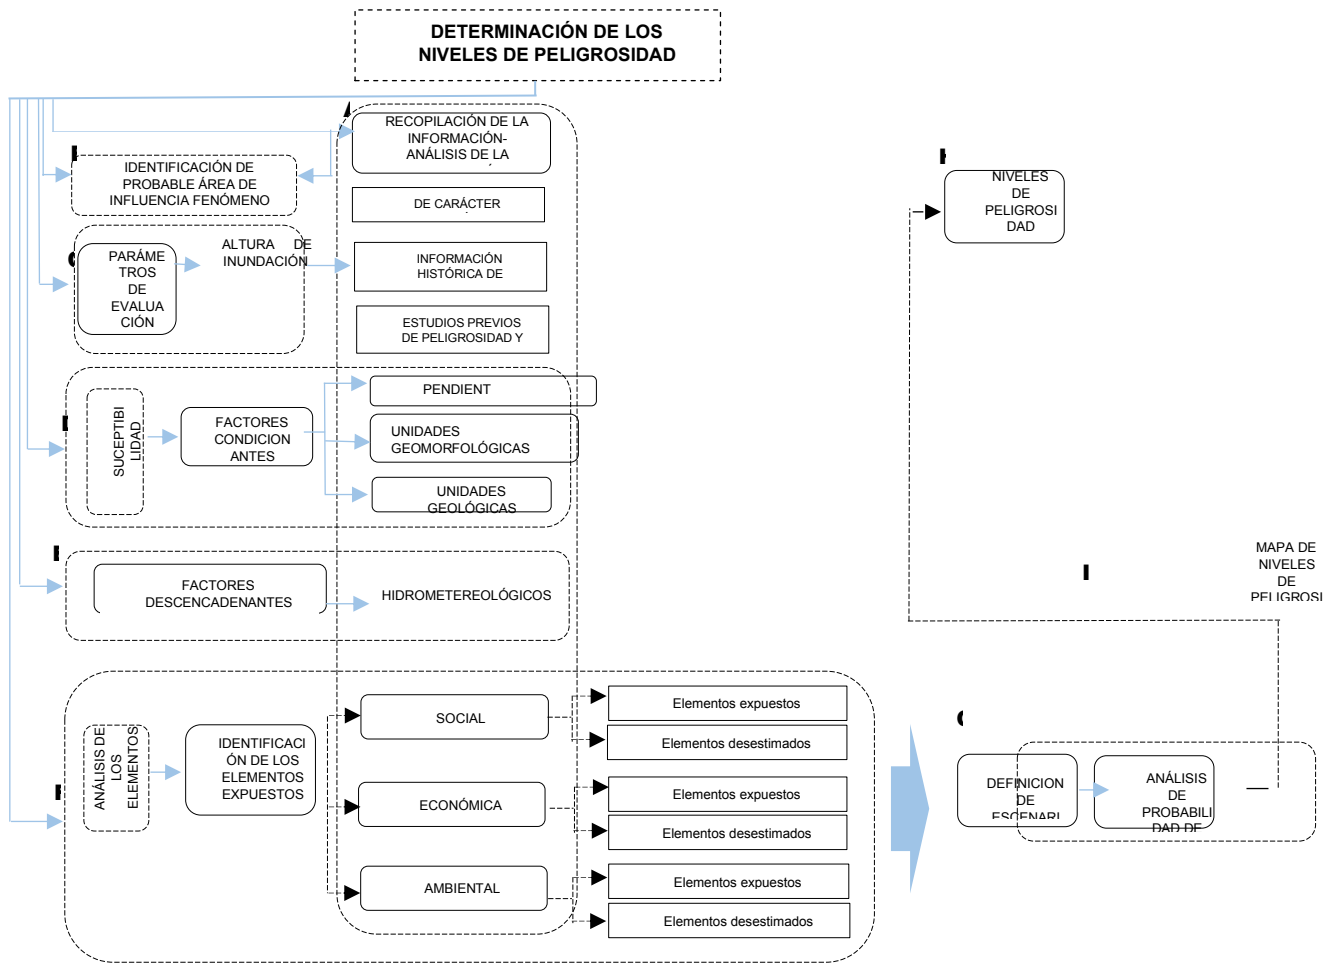 DETERMINACIÓN DE LOS
NIVELES DE PELIGROSIDAD
RECOPILACIÓN DE LA
INFORMACIÓN-
ANÁLISIS DE LA
IDENTIFICACIÓN DE
PROBABLE ÁREA DE
INFLUENCIA FENÓMENO
DE CARÁCTER
PARÁME
TROS
DE
EVALUA
CIÓN
ALTURA DE
INUNDACIÓN
INFORMACIÓN
HISTÓRICA DE
ESTUDIOS PREVIOS
DE PELIGROSIDAD Y
SUCEPTIBI
LIDAD
FACTORES
CONDICION
ANTES
PENDIENT
UNIDADES
GEOMORFOLÓGICAS
UNIDADES
GEOLÓGICAS
FACTORES
DESCENCADENANTES
HIDROMETEREOLÓGICOS
ANÁLISIS DE
LOS
ELEMENTOS
IDENTIFICACI
ÓN DE LOS
ELEMENTOS
EXPUESTOS
SOCIAL
Elementos expuestos
Elementos desestimados
ECONÓMICA
Elementos expuestos
Elementos desestimados
AMBIENTAL
Elementos expuestos
Elementos desestimados
DEFINICION
DE
ESCENARI
ANÁLISIS
DE
PROBABILI
DAD DE
NIVELES
DE
PELIGROSI
DAD
MAPA DE
NIVELES
DE
PELIGROSI